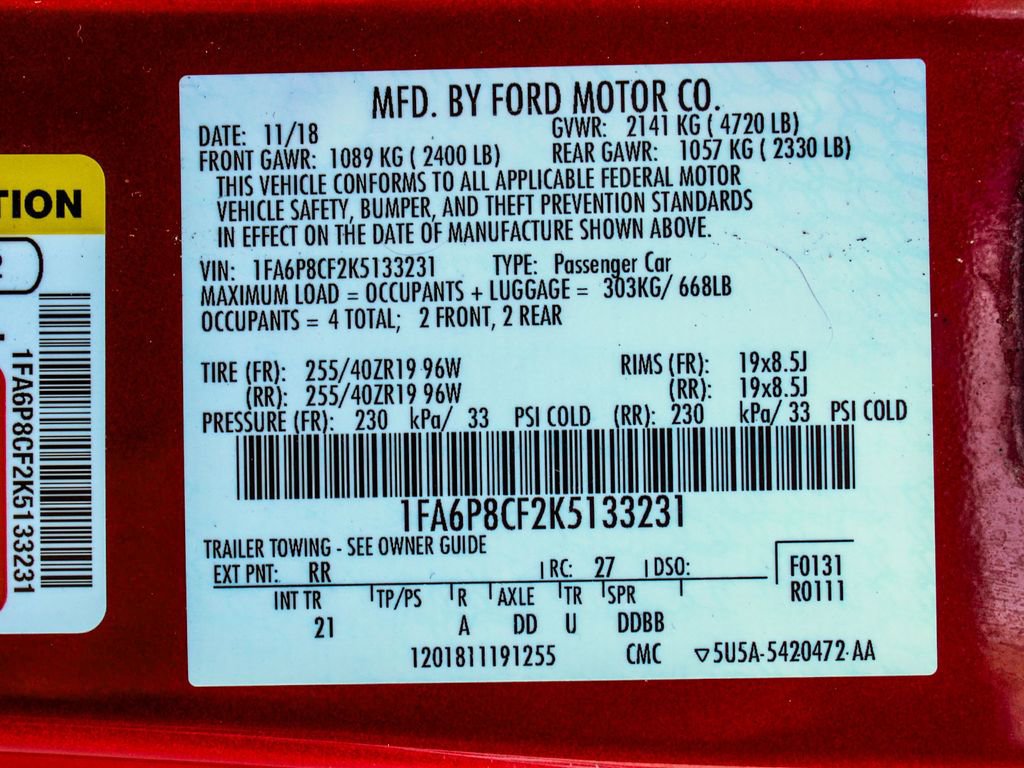 MFD. BY FORD MOTOR CO.
DATE: 11/18 GVWR: 2141 KG ( 4720 LB)
FRONT GAWR: 1089 KG ( 2400 LB) REAR GAWR: 1057 KG ( 2330 LB)
THIS VEHICLE CONFORMS TO ALL APPLICABLE FEDERAL MOTOR
VEHICLE SAFETY, BUMPER, AND THEFT PREVENTION STANDARDS
IN EFFECT ON THE DATE OF MANUFACTURE SHOWN ABOVE.
VIN: 1FA6P8CF2K5133231 TYPE: Passenger Car
MAXIMUM LOAD = OCCUPANTS + LUGGAGE = 303KG/ 668LB
OCCUPANTS = 4 TOTAL; 2 FRONT, 2 REAR
TIRE (FR): 255/40ZR19 96W RIMS (FR): 19x8.5J
(RR): 255/40ZR19 96W (RR): 19x8.5J
PRESSURE (FR): 230 kPa/ 33 PSI COLD (RR): 230 kPa/ 33 PSI COLD
1FA6P8CF2K5133231
TRAILER TOWING - SEE OWNER GUIDE
EXT PNT: RR RC: 27 DSO: F0131
R0111
INT TR TP/PS R AXLE TR SPR
21 A DD U DDBB
1201811191255 CMC ▽5U5A-5420472-AA
TION
2
1FA6P8CF2K5133231